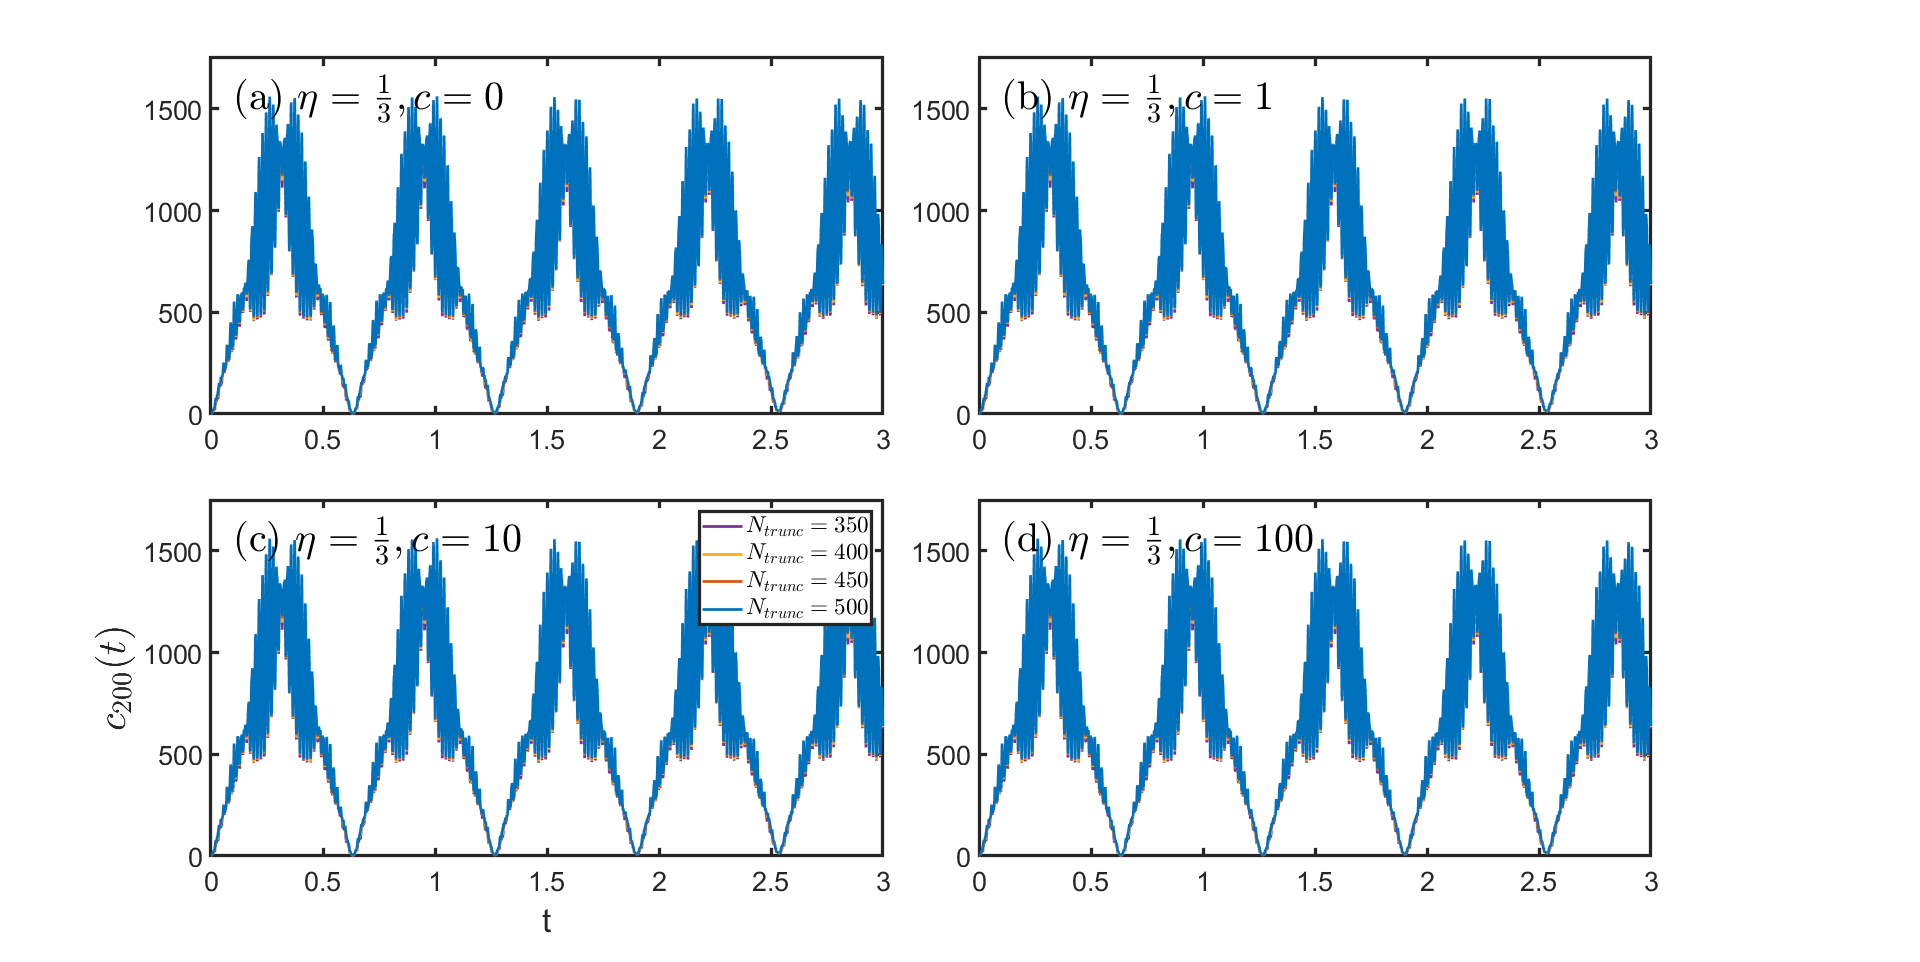 (a) η = 1/3, c = 0
1500
1000
500
0
0 0.5 1 1.5 2 2.5 3
(b) η = 1/3, c = 1
1500
1000
500
0
0 0.5 1 1.5 2 2.5 3
(c) η = 1/3, c = 10
N_trunc = 350
N_trunc = 400
N_trunc = 450
N_trunc = 500
1500
1000
500
0
0 0.5 1 1.5 2 2.5 3
c_200(t)
t
(d) η = 1/3, c = 100
1500
1000
500
0
0 0.5 1 1.5 2 2.5 3